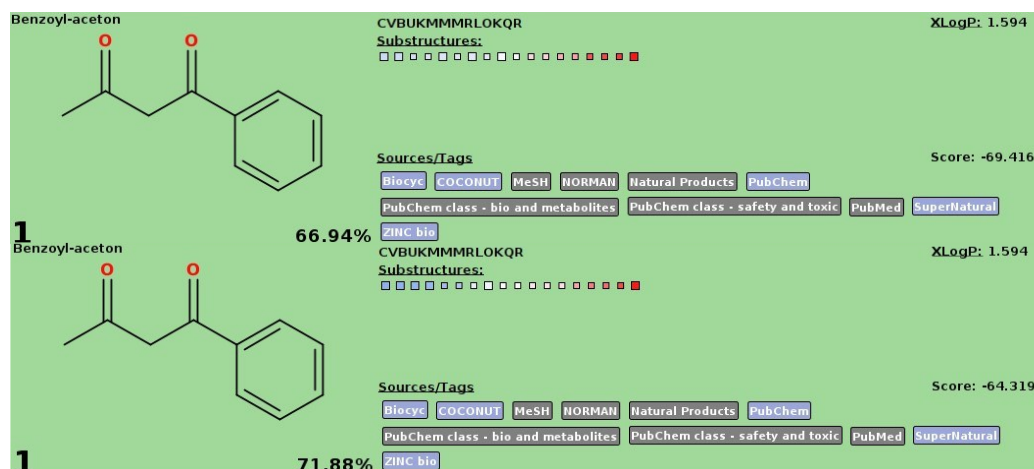 Benzoyl-aceton
CVBUKMMMRLOKQR
XLogP: 1.594
Substructures:
O O
Sources/Tags
Score: -69.416
Biocyc COCONUT MeSH NORMAN Natural Products PubChem
PubChem class - bio and metabolites PubChem class - safety and toxic PubMed SuperNatural
1 66.94% ZINC bio
Benzoyl-aceton
CVBUKMMMRLOKQR
XLogP: 1.594
Substructures:
O O
Sources/Tags
Score: -64.319
Biocyc COCONUT MeSH NORMAN Natural Products PubChem
PubChem class - bio and metabolites PubChem class - safety and toxic PubMed SuperNatural
1 71.88% ZINC bio